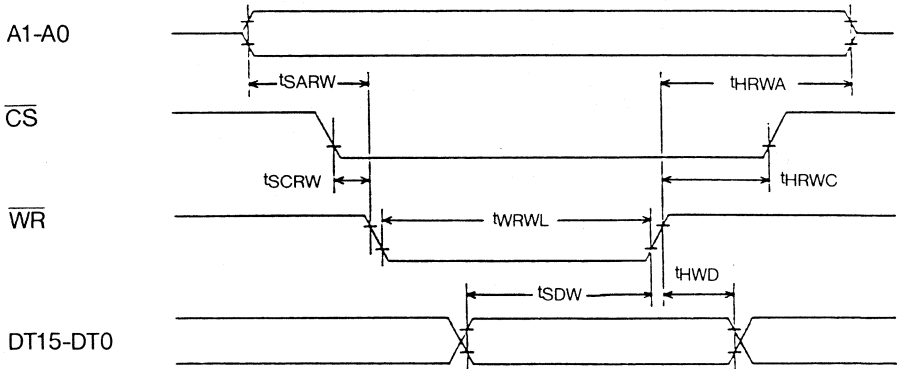 A1-A0
tSARW
tHRWA
CS
tSCRW
tHRWC
WR
tWRWL
tHWD
tSDW
DT15-DT0